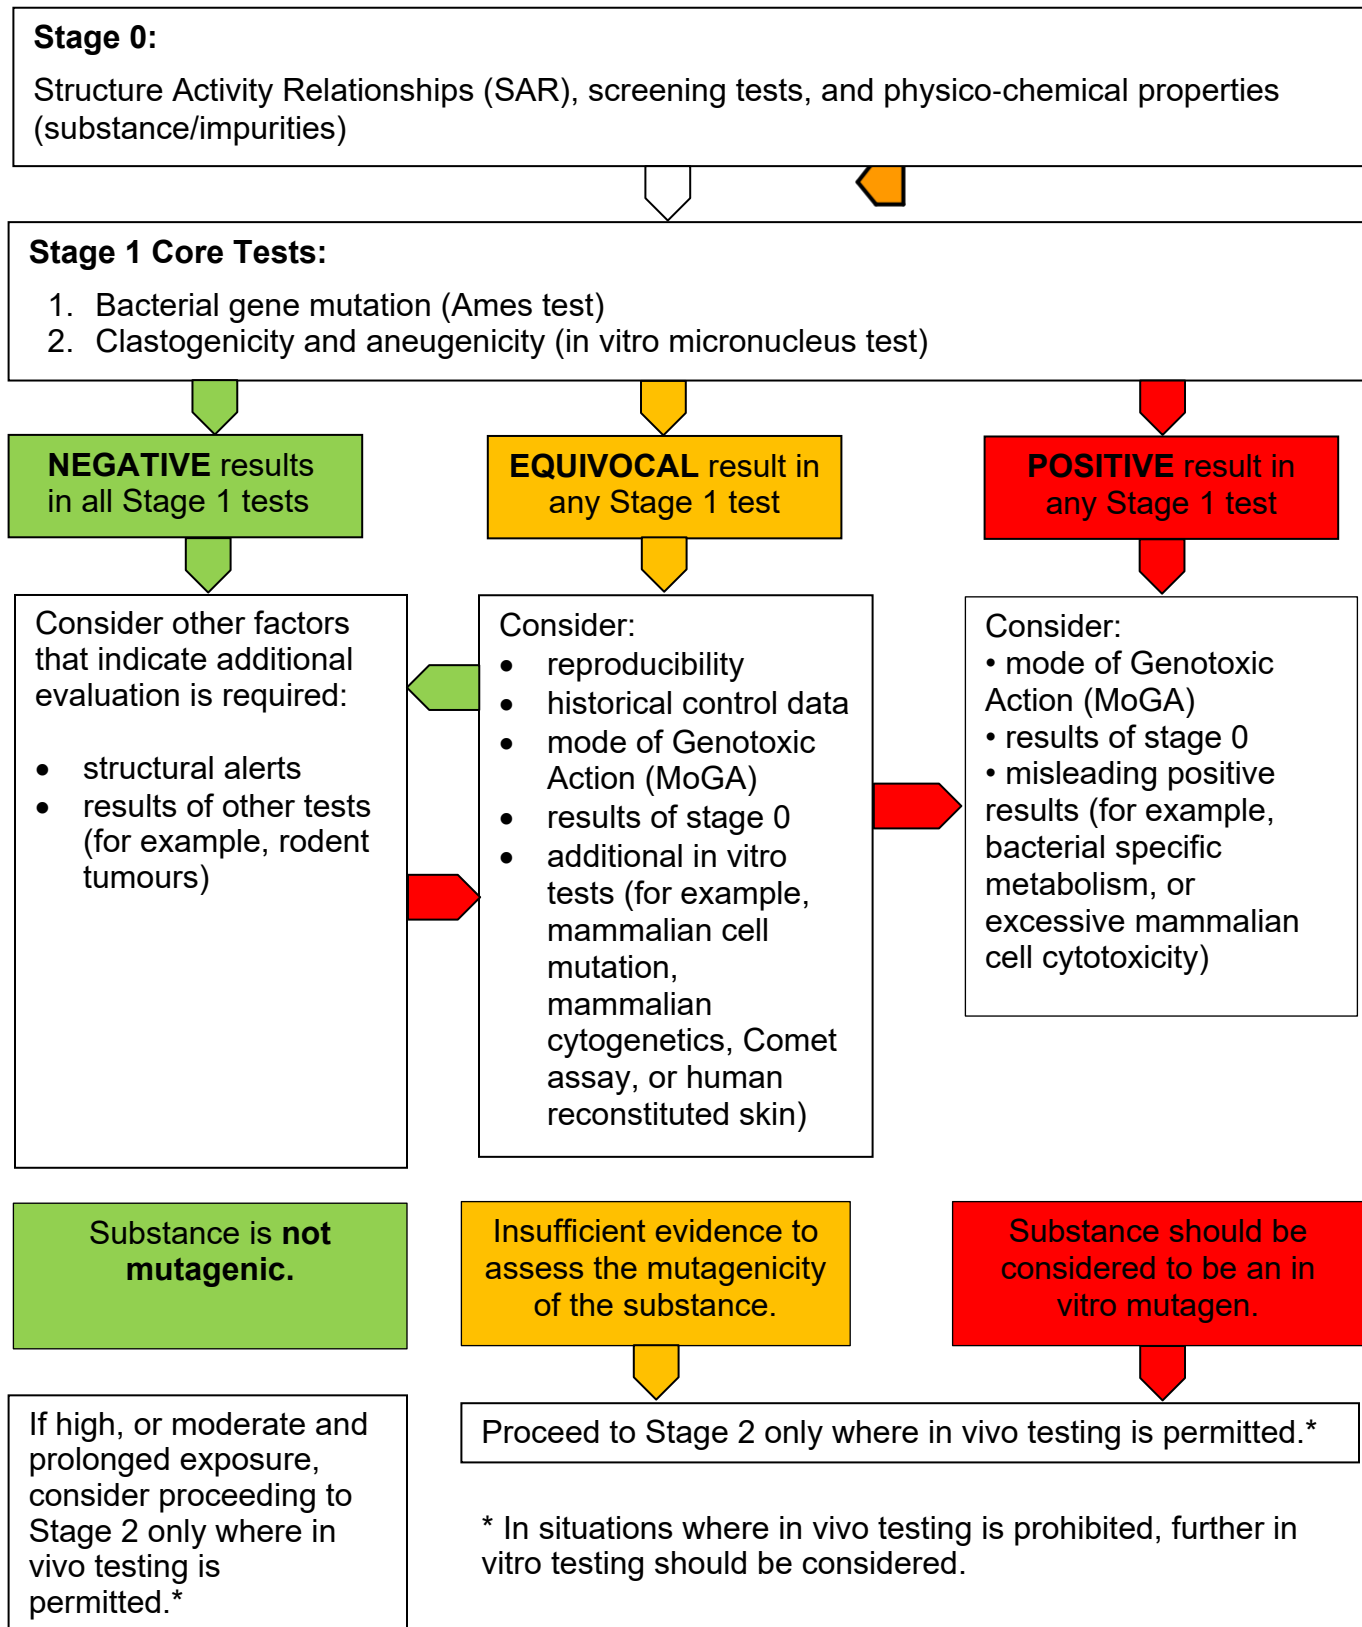 Stage 0:
Structure Activity Relationships (SAR), screening tests, and physico-chemical properties
(substance/impurities)
Stage 1 Core Tests:
1. Bacterial gene mutation (Ames test)
2. Clastogenicity and aneugenicity (in vitro micronucleus test)
NEGATIVE results
in all Stage 1 tests
EQUIVOCAL result in
any Stage 1 test
POSITIVE result in
any Stage 1 test
Consider other factors
that indicate additional
evaluation is required:
• structural alerts
• results of other tests
(for example, rodent
tumours)
Consider:
• reproducibility
• historical control data
• mode of Genotoxic
Action (MoGA)
• results of stage 0
• additional in vitro
tests (for example,
mammalian cell
mutation,
mammalian
cytogenetics, Comet
assay, or human
reconstituted skin)
Consider:
• mode of Genotoxic
Action (MoGA)
• results of stage 0
• misleading positive
results (for example,
bacterial specific
metabolism, or
excessive mammalian
cell cytotoxicity)
Substance is not
mutagenic.
Insufficient evidence to
assess the mutagenicity
of the substance.
Substance should be
considered to be an in
vitro mutagen.
If high, or moderate and
prolonged exposure,
consider proceeding to
Stage 2 only where in
vivo testing is
permitted.*
Proceed to Stage 2 only where in vivo testing is permitted.*
* In situations where in vivo testing is prohibited, further in
vitro testing should be considered.